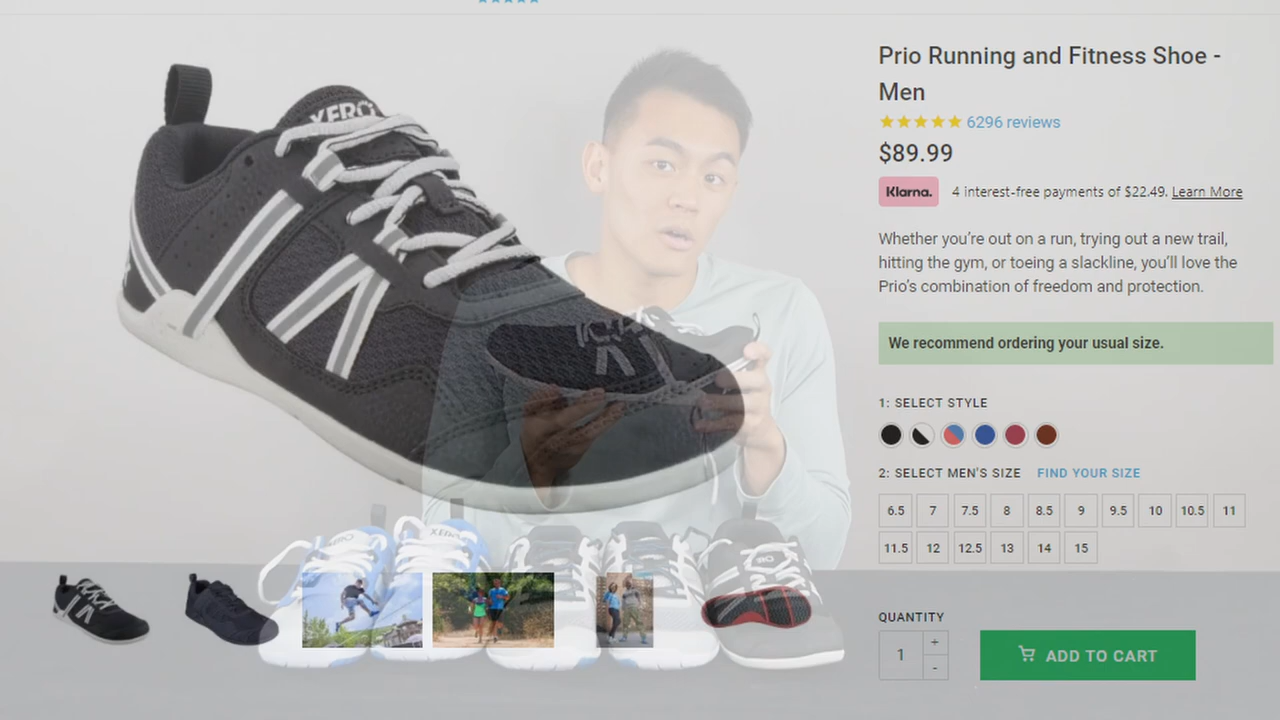 XERO
Prio Running and Fitness Shoe -
Men
6296 reviews
$89.99
Klarna. 4 interest-free payments of $22.49. Learn More
Whether you’re out on a run, trying out a new trail,
hitting the gym, or toeing a slackline, you’ll love the
Prio’s combination of freedom and protection.
We recommend ordering your usual size.
1: SELECT STYLE
2: SELECT MEN'S SIZE FIND YOUR SIZE
6.5 7 7.5 8 8.5 9 9.5 10 10.5 11
11.5 12 12.5 13 14 15
QUANTITY
1 + -
ADD TO CART